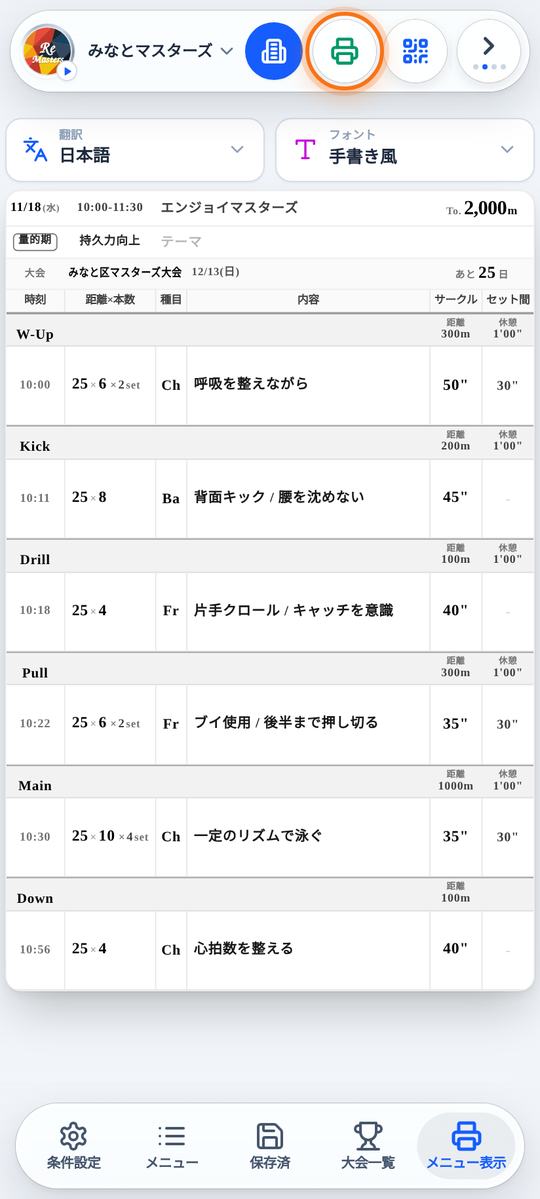 Re
Masters
みなとマスターズ
翻訳
日本語
フォント
手書き風
11/18(水) 10:00-11:30 エンジョイマスターズ To. 2,000m
量的期 持久力向上 テーマ
大会 みなと区マスターズ大会 12/13(日) あと 25 日
時刻 距離×本数 種目 内容 サークル セット間
W-Up 距離 300m 休憩 1'00"
10:00 25×6×2set Ch 呼吸を整えながら 50" 30"
Kick 距離 200m 休憩 1'00"
10:11 25×8 Ba 背面キック / 腰を沈めない 45" -
Drill 距離 100m 休憩 1'00"
10:18 25×4 Fr 片手クロール / キャッチを意識 40" -
Pull 距離 300m 休憩 1'00"
10:22 25×6×2set Fr ブイ使用 / 後半まで押し切る 35" 30"
Main 距離 1000m 休憩 1'00"
10:30 25×10×4set Ch 一定のリズムで泳ぐ 35" 30"
Down 距離 100m
10:56 25×4 Ch 心拍数を整える 40" -
条件設定 メニュー 保存済 大会一覧 メニュー表示